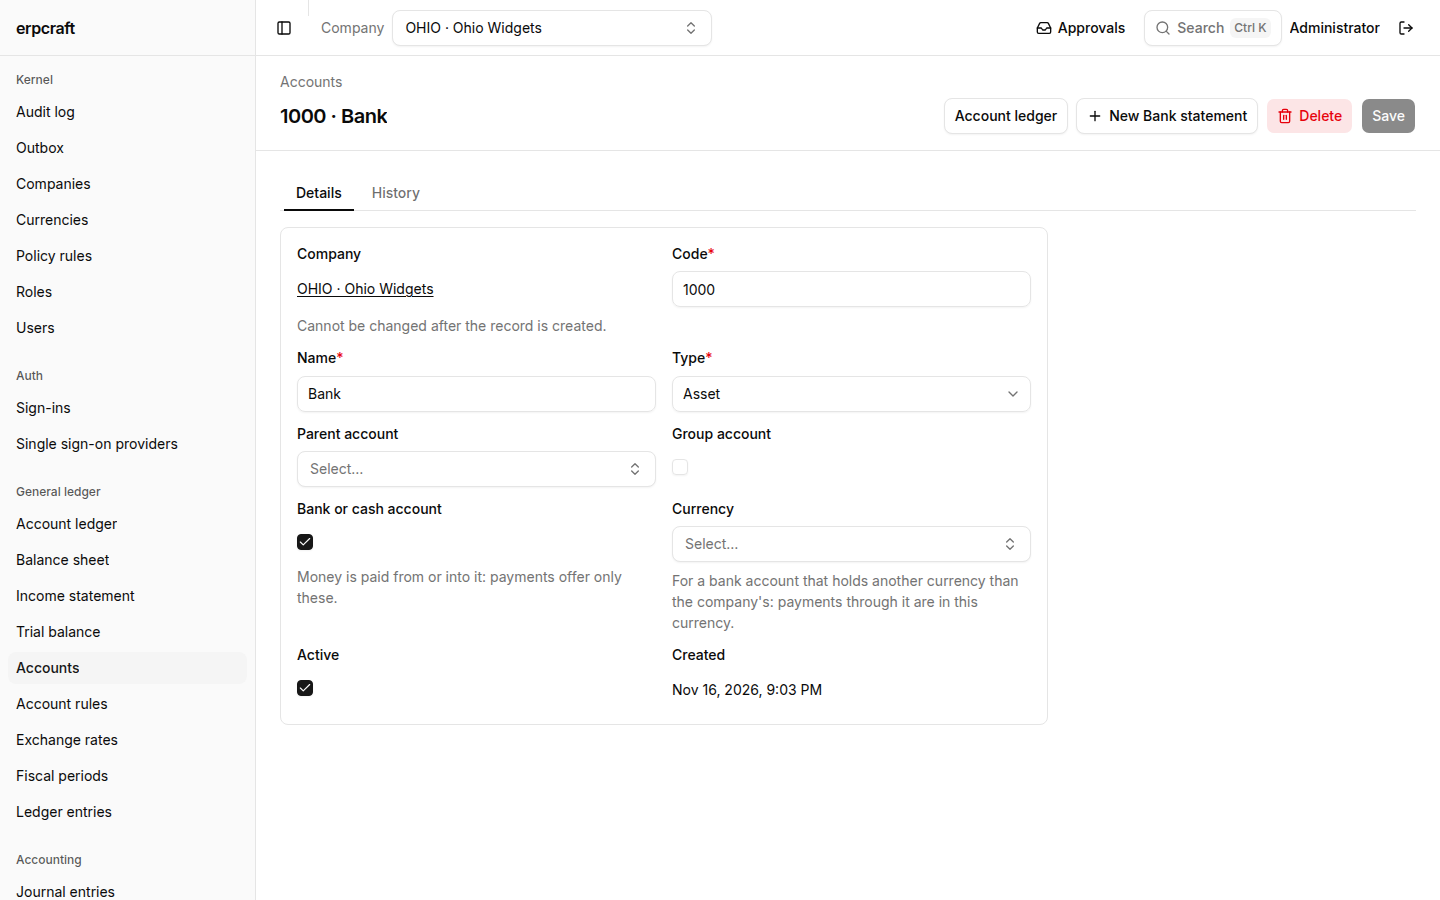 erpcraft
Company
OHIO · Ohio Widgets
Approvals
Search
Ctrl K
Administrator
Kernel
Audit log
Outbox
Companies
Currencies
Policy rules
Roles
Users
Auth
Sign-ins
Single sign-on providers
General ledger
Account ledger
Balance sheet
Income statement
Trial balance
Accounts
Account rules
Exchange rates
Fiscal periods
Ledger entries
Accounting
Journal entries
Accounts
1000 · Bank
Account ledger
New Bank statement
Delete
Save
Details
History
Company
OHIO · Ohio Widgets
Cannot be changed after the record is created.
Code*
1000
Name*
Bank
Type*
Asset
Parent account
Select...
Group account
Bank or cash account
Money is paid from or into it: payments offer only
these.
Currency
Select...
For a bank account that holds another currency than
the company's: payments through it are in this
currency.
Active
Created
Nov 16, 2026, 9:03 PM